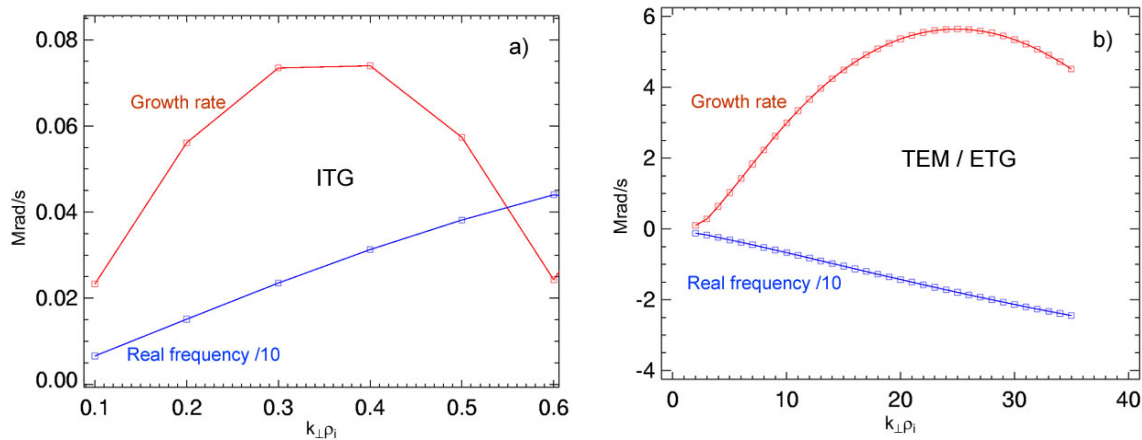 a)
0.08
0.06
0.04
0.02
0.00
Mrad/s
Growth rate
ITG
Real frequency /10
0.1 0.2 0.3 0.4 0.5 0.6
k⊥ρi
b)
6
4
2
0
-2
-4
Mrad/s
Growth rate
TEM / ETG
Real frequency /10
0 10 20 30 40
k⊥ρi